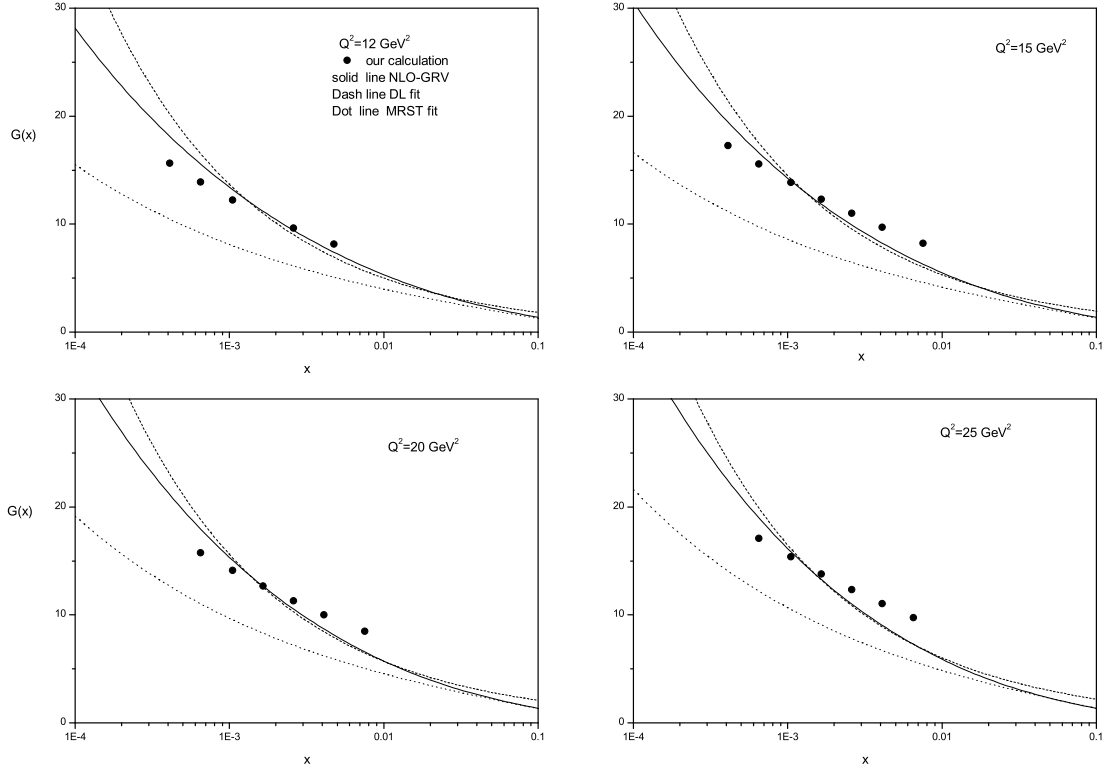 30
Q²=12 GeV²
our calculation
solid line NLO-GRV
Dash line DL fit
Dot line MRST fit
20
G(x)
10
0
1E-4 1E-3 0.01 0.1
x
30
Q²=15 GeV²
20
10
0
1E-4 1E-3 0.01 0.1
x
30
Q²=20 GeV²
20
G(x)
10
0
1E-4 1E-3 0.01 0.1
x
30
Q²=25 GeV²
20
10
0
1E-4 1E-3 0.01 0.1
x